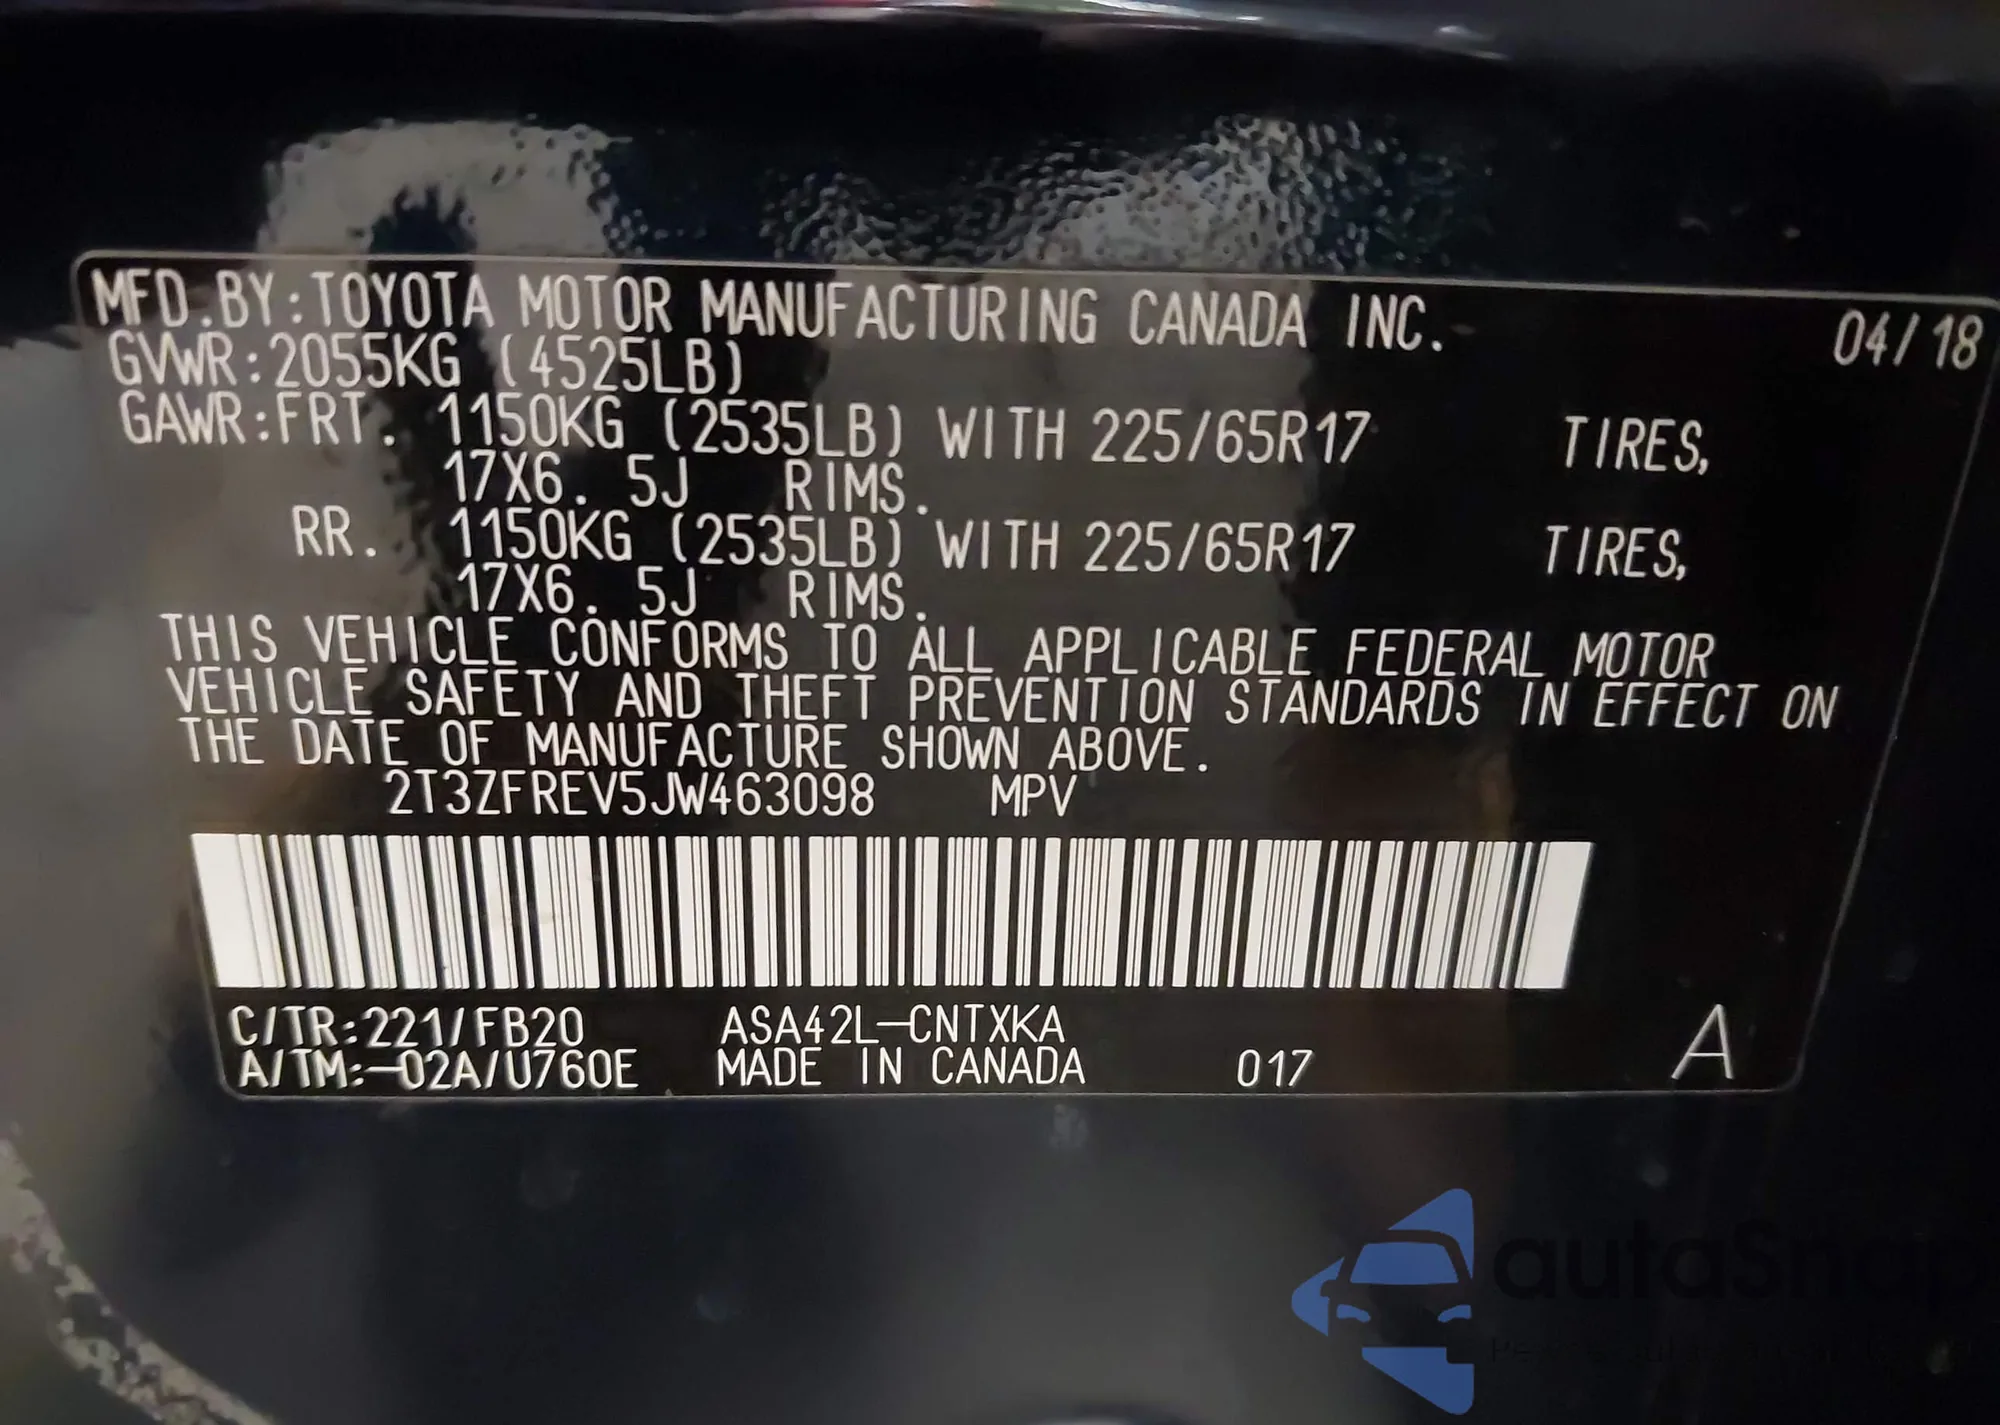 MFD.BY:TOYOTA MOTOR MANUFACTURING CANADA INC. 04/18
GVWR:2055KG (4525LB)
GAWR:FRT. 1150KG (2535LB) WITH 225/65R17 TIRES,
17X6. 5J RIMS.
RR. 1150KG (2535LB) WITH 225/65R17 TIRES,
17X6. 5J RIMS.
THIS VEHICLE CONFORMS TO ALL APPLICABLE FEDERAL MOTOR
VEHICLE SAFETY AND THEFT PREVENTION STANDARDS IN EFFECT ON
THE DATE OF MANUFACTURE SHOWN ABOVE.
2T3ZFREV5JW463098 MPV
C/TR:221/FB20 ASA42L-CNTXKA
A/TM:-02A/U760E MADE IN CANADA 017 A
autaShop